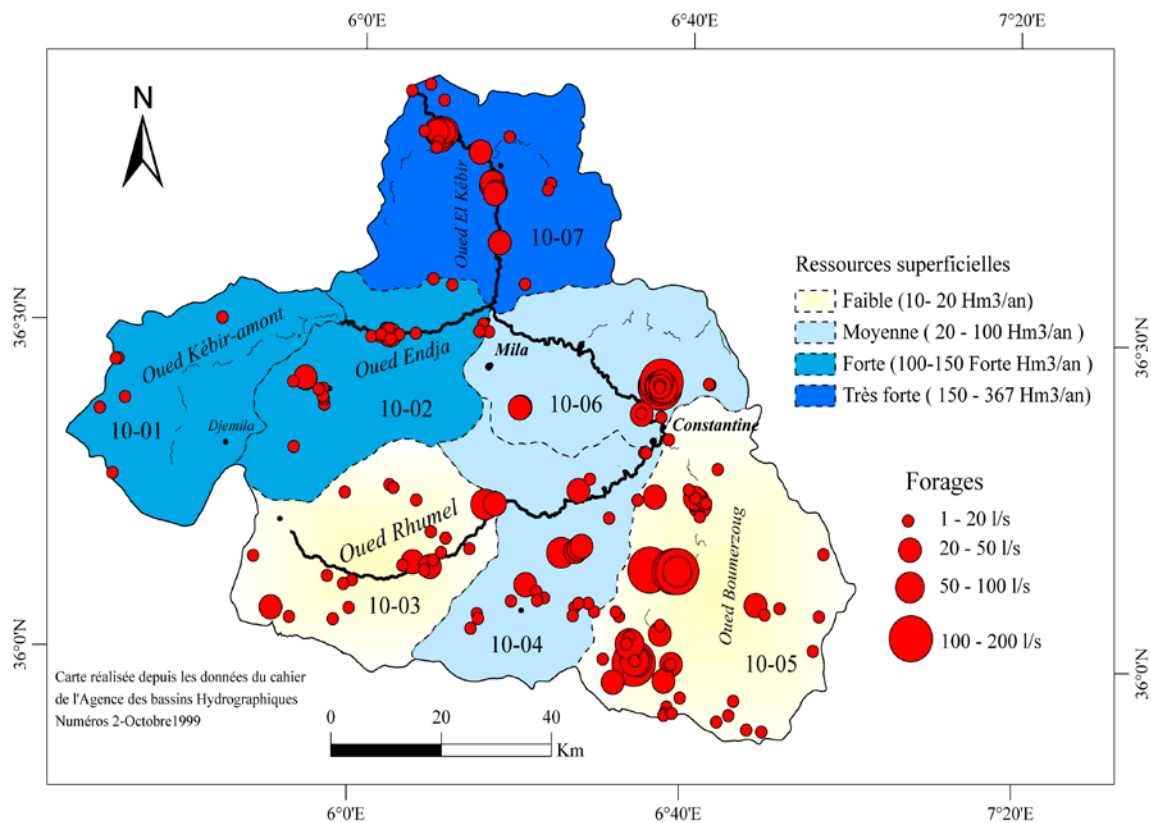 6°0'E
6°40'E
7°20'E
N
36°30'N
36°0'N
36°30'N
36°0'N
Oued El Kébir
10-07
Oued Kébir-amont
10-01
Djemila
Oued Endja
10-02
Mila
10-06
Constantine
Oued Rhumel
10-03
10-04
Oued Boumerzoug
10-05
Ressources superficielles
Faible (10- 20 Hm3/an)
Moyenne ( 20 - 100 Hm3/an )
Forte (100-150 Forte Hm3/an )
Très forte ( 150 - 367 Hm3/an)
Forages
1 - 20 l/s
20 - 50 l/s
50 - 100 l/s
100 - 200 l/s
Carte réalisée depuis les données du cahier
de l'Agence des bassins Hydrographiques
Numéros 2-Octobre1999
0 20 40
Km
6°0'E
6°40'E
7°20'E